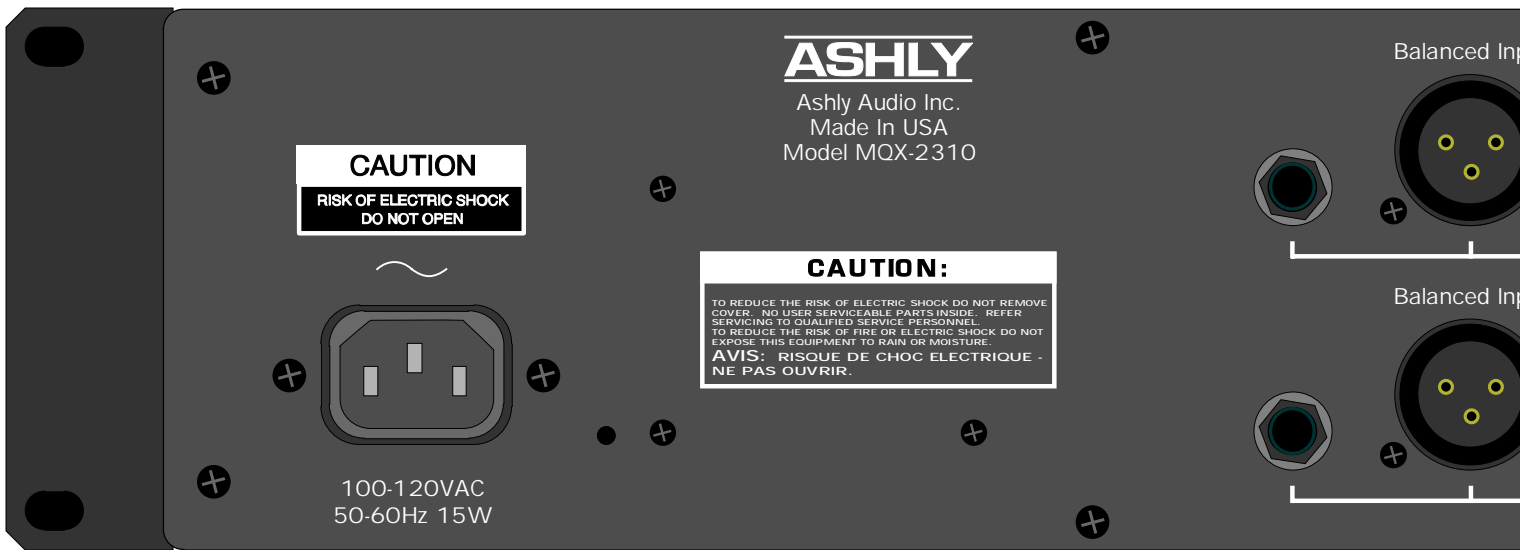 ASHLY
Ashly Audio Inc.
Made In USA
Model MQX-2310
CAUTION
RISK OF ELECTRIC SHOCK
DO NOT OPEN
100-120VAC
50-60Hz 15W
CAUTION:
TO REDUCE THE RISK OF ELECTRIC SHOCK DO NOT REMOVE
COVER. NO USER SERVICEABLE PARTS INSIDE. REFER
SERVICING TO QUALIFIED SERVICE PERSONNEL.
TO REDUCE THE RISK OF FIRE OR ELECTRIC SHOCK DO NOT
EXPOSE THIS EQUIPMENT TO RAIN OR MOISTURE.
AVIS: RISQUE DE CHOC ELECTRIQUE -
NE PAS OUVRIR.
Balanced Inp
Balanced Inp